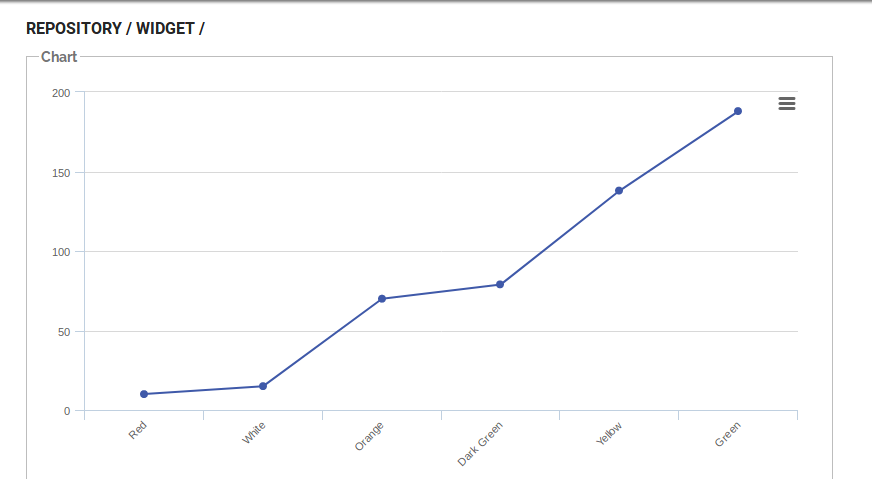 REPOSITORY / WIDGET /
Chart
200
150
100
50
0
Red
White
Orange
Dark Green
Yellow
Green